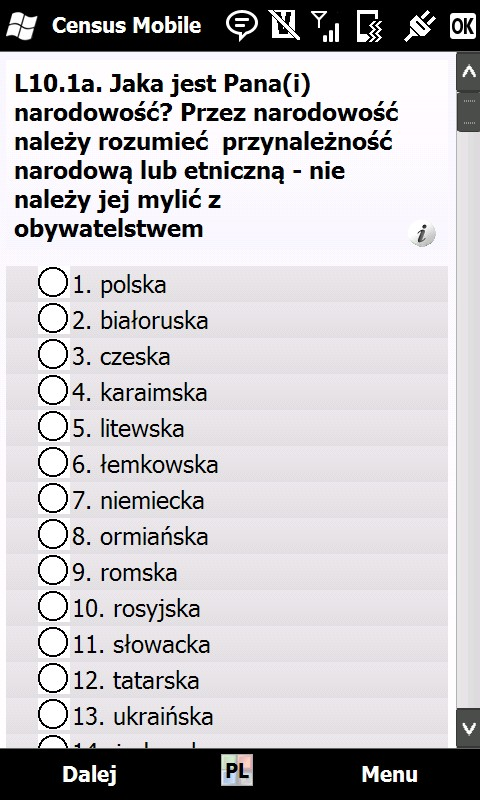 Census Mobile
OK
L10.1a. Jaka jest Pana(i)
narodowość? Przez narodowość
należy rozumieć  przynależność
narodową lub etniczną - nie
należy jej mylić z
obywatelstwem
i
1. polska
2. białoruska
3. czeska
4. karaimska
5. litewska
6. łemkowska
7. niemiecka
8. ormiańska
9. romska
10. rosyjska
11. słowacka
12. tatarska
13. ukraińska
Dalej
PL
Menu